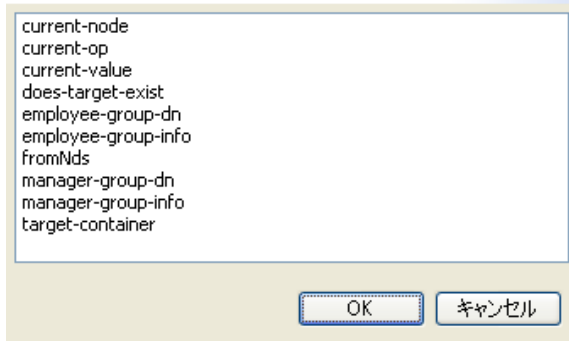 current-node
current-op
current-value
does-target-exist
employee-group-dn
employee-group-info
fromNds
manager-group-dn
manager-group-info
target-container
OK
キャンセル